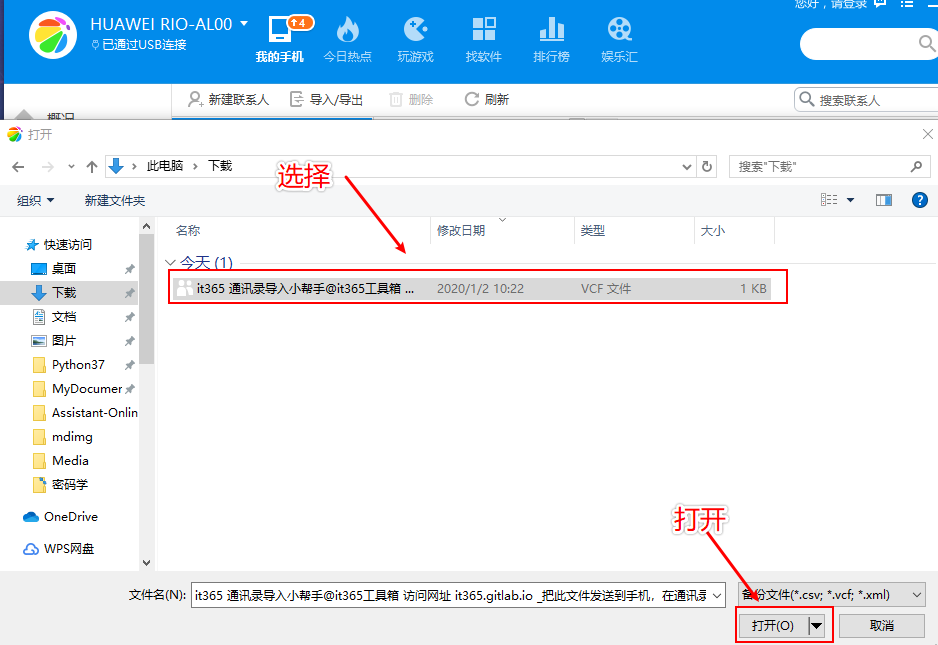 您好，请登录
HUAWEI RIO-AL00
已通过USB连接
4
我的手机 今日热点 玩游戏 找软件 排行榜 娱乐汇
概况
新建联系人 导入/导出 删除 刷新 搜索联系人
打开
此电脑 > 下载 搜索"下载"
选择
组织 新建文件夹
名称 修改日期 类型 大小
今天 (1)
it365 通讯录导入小帮手@it365工具箱 ... 2020/1/2 10:22 VCF 文件 1 KB
快速访问
桌面
下载
文档
图片
Python37
MyDocumer
Assistant-Onlin
mdimg
Media
密码学
OneDrive
WPS网盘
打开
文件名(N): it365 通讯录导入小帮手@it365工具箱 访问网址 it365.gitlab.io _把此文件发送到手机，在通讯录 备份文件(*.csv; *.vcf; *.xml)
打开(O) 取消